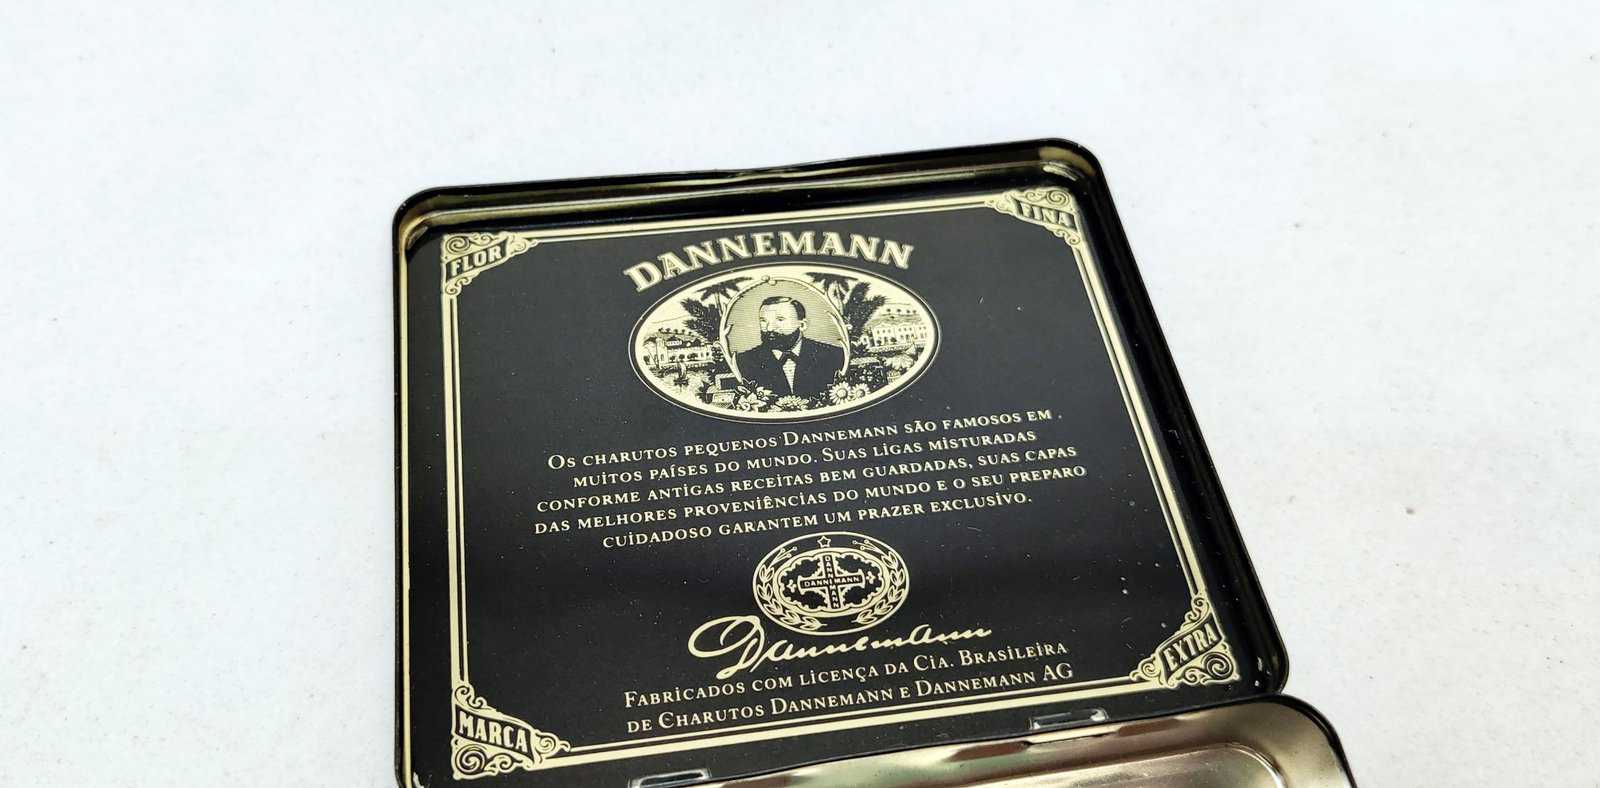 FLOR
FINA
DANNEMANN
OS CHARUTOS PEQUENOS DANNEMANN SÃO FAMOSOS EM
MUITOS PAÍSES DO MUNDO. SUAS LIGAS MISTURADAS
CONFORME ANTIGAS RECEITAS BEM GUARDADAS, SUAS CAPAS
DAS MELHORES PROVENIÊNCIAS DO MUNDO E O SEU PREPARO
CUIDADOSO GARANTEM UM PRAZER EXCLUSIVO.
DANNEMANN
DANNEMANN
Dannemann
FABRICADOS COM LICENÇA DA CIA. BRASILEIRA
DE CHARUTOS DANNEMANN E DANNEMANN AG
MARCA
EXTRA